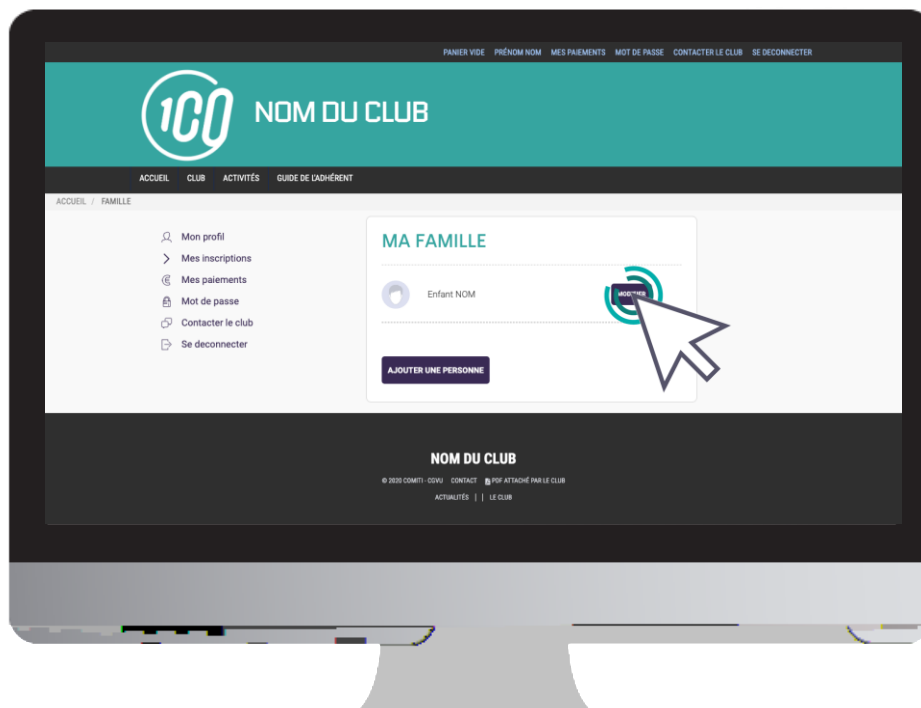 PANIER VIDE PRÉNOM NOM MES PAIEMENTS MOT DE PASSE CONTACTER LE CLUB SE DECONNECTER
100 NOM DU CLUB
ACCUEIL CLUB ACTIVITÉS GUIDE DE L'ADHÉRENT
ACCUEIL / FAMILLE
Mon profil
Mes inscriptions
Mes paiements
Mot de passe
Contacter le club
Se deconnecter
MA FAMILLE
Enfant NOM
AJOUTER UNE PERSONNE
NOM DU CLUB
© 2020 COMITI - CGVU CONTACT PDF ATTACHÉ PAR LE CLUB
ACTUALITÉS | | LE CLUB